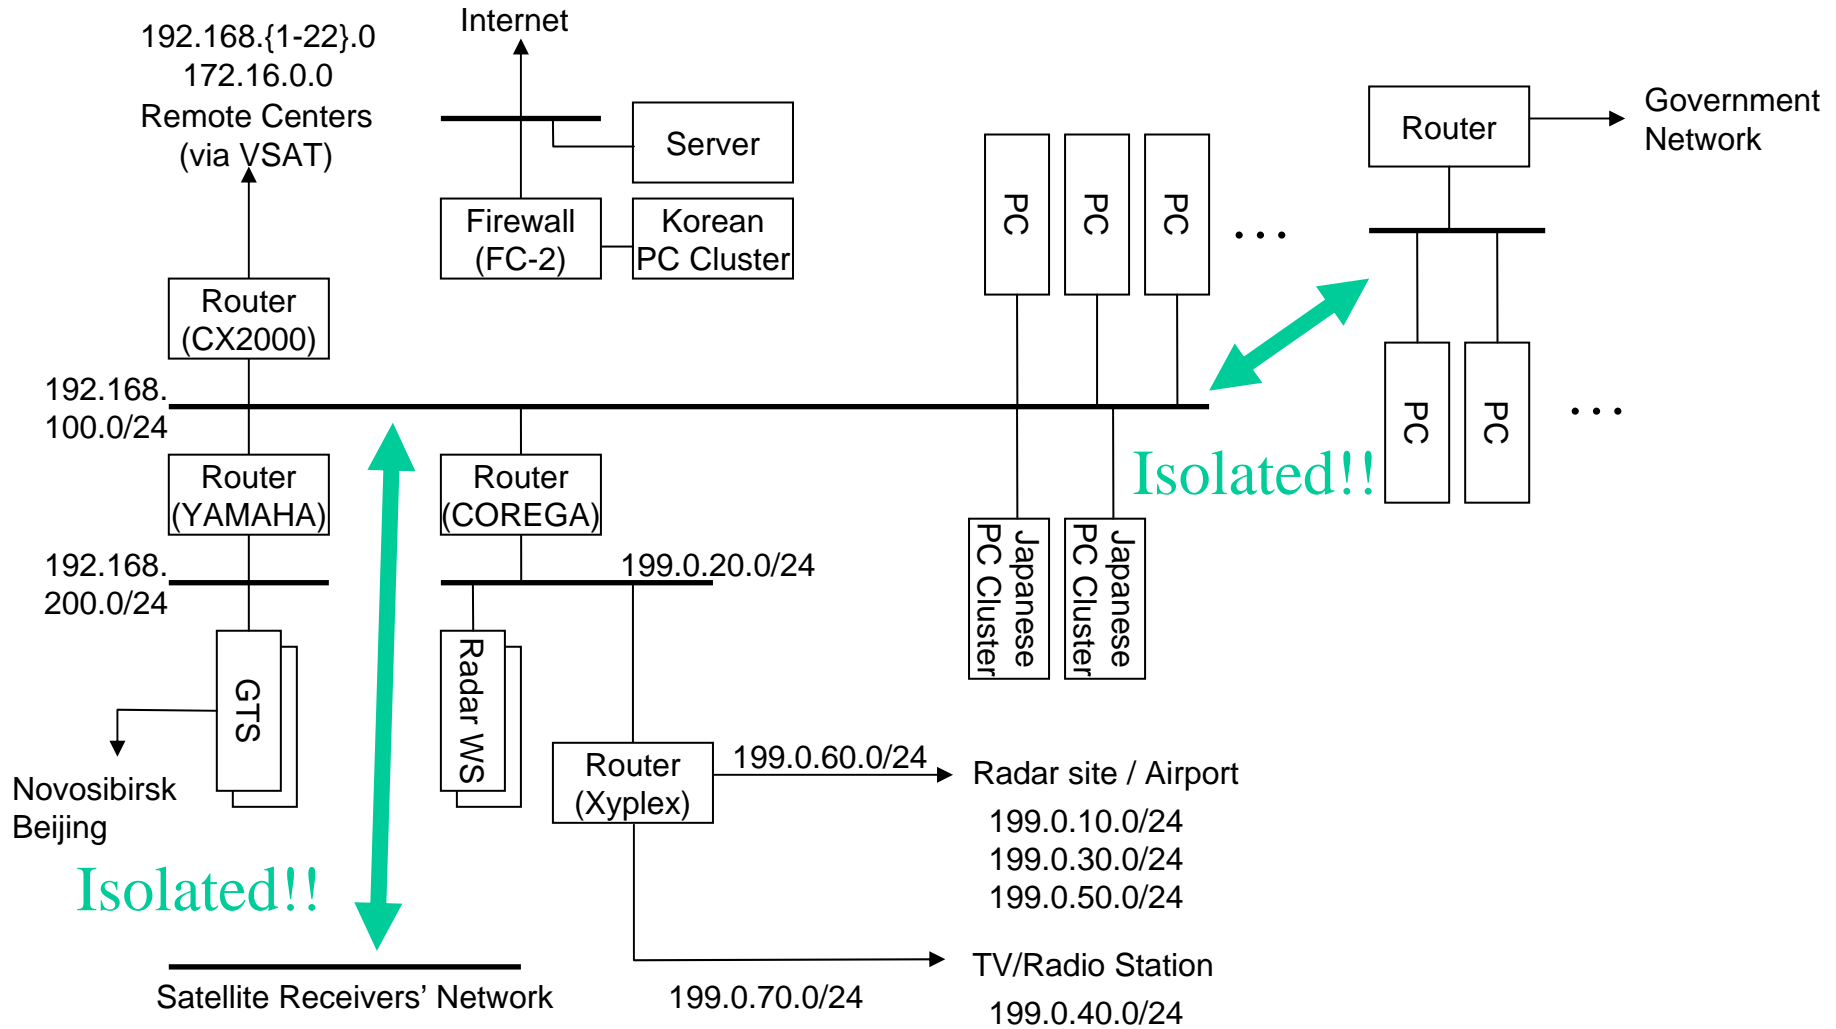 Internet
192.168.{1-22}.0
172.16.0.0
Remote Centers
(via VSAT)
Server
Firewall
(FC-2)
Korean
PC Cluster
PC
PC
PC
...
Router
Government
Network
Router
(CX2000)
192.168.
100.0/24
PC
PC
...
Isolated!!
Router
(YAMAHA)
Router
(COREGA)
192.168.
200.0/24
199.0.20.0/24
Japanese
PC Cluster
Japanese
PC Cluster
GTS
Radar WS
Novosibirsk
Beijing
Router
(Xyplex)
199.0.60.0/24
Radar site / Airport
199.0.10.0/24
199.0.30.0/24
199.0.50.0/24
Isolated!!
Satellite Receivers’ Network
199.0.70.0/24
TV/Radio Station
199.0.40.0/24